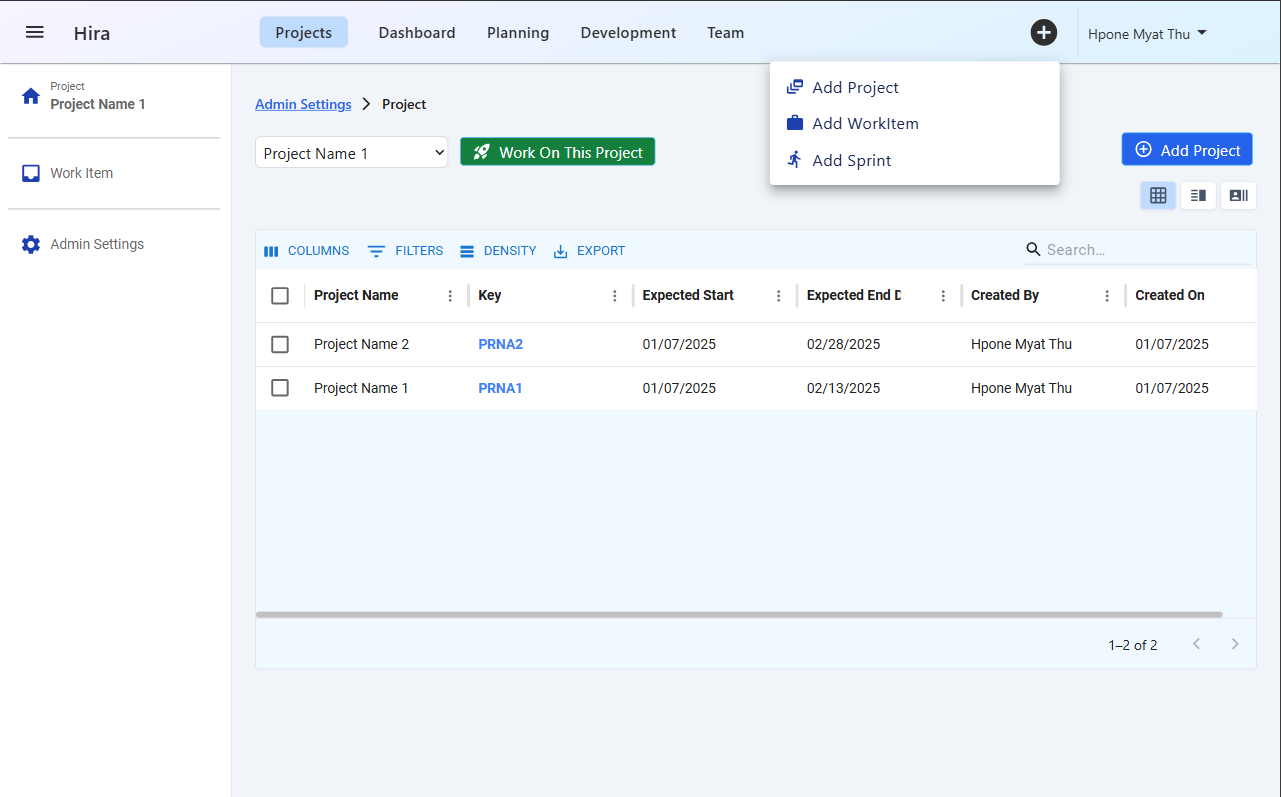 Hira
Projects Dashboard Planning Development Team
Hpone Myat Thu
Project
Project Name 1
Work Item
Admin Settings
Add Project
Add WorkItem
Add Sprint
Admin Settings Project
Project Name 1 Work On This Project
Add Project
COLUMNS FILTERS DENSITY EXPORT Search...
Project Name Key Expected Start Expected End D Created By Created On
Project Name 2 PRNA2 01/07/2025 02/28/2025 Hpone Myat Thu 01/07/2025
Project Name 1 PRNA1 01/07/2025 02/13/2025 Hpone Myat Thu 01/07/2025
1–2 of 2